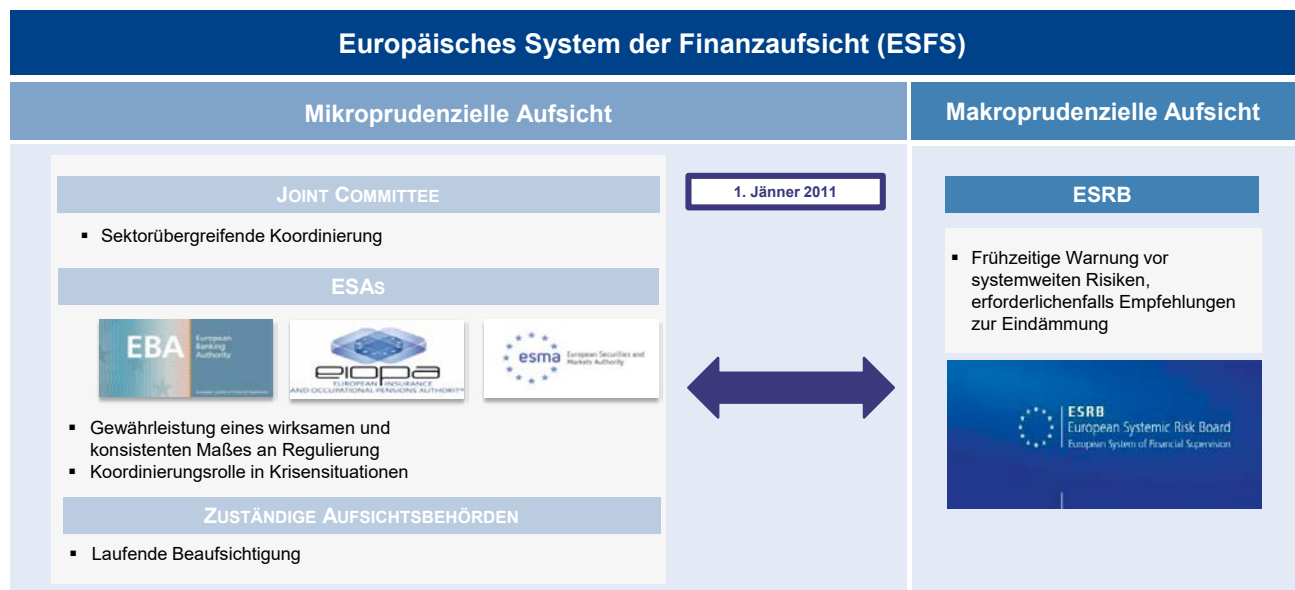 Europäisches System der Finanzaufsicht (ESFS)
Mikroprudenzielle Aufsicht
Makroprudenzielle Aufsicht
JOINT COMMITTEE
▪ Sektorübergreifende Koordinierung
ESAS
EBA
European
Banking
Authority
eiopa
EUROPEAN INSURANCE
AND OCCUPATIONAL PENSIONS AUTHORITY
esma
European Securities and
Markets Authority
▪ Gewährleistung eines wirksamen und
konsistenten Maßes an Regulierung
▪ Koordinierungsrolle in Krisensituationen
ZUSTÄNDIGE AUFSICHTSBEHÖRDEN
▪ Laufende Beaufsichtigung
1. Jänner 2011
ESRB
▪ Frühzeitige Warnung vor
systemweiten Risiken,
erforderlichenfalls Empfehlungen
zur Eindämmung
ESRB
European Systemic Risk Board
European System of Financial Supervision